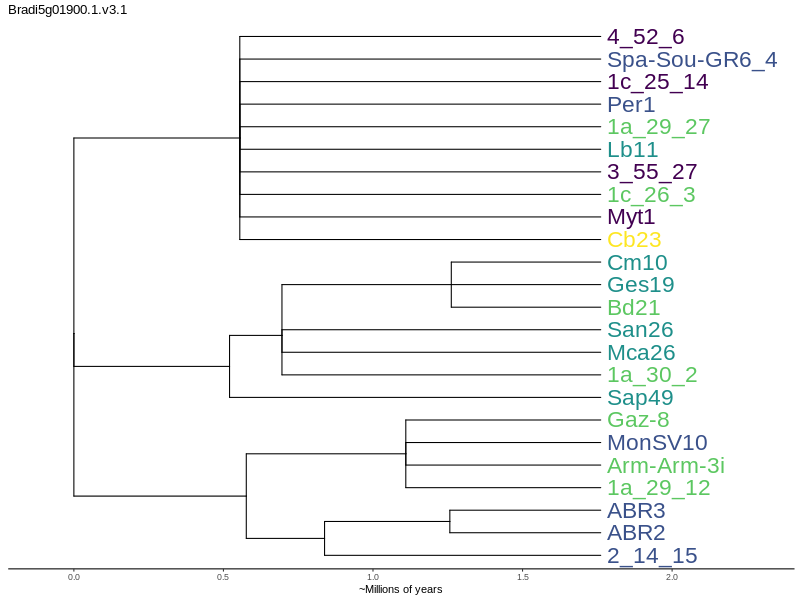 Bradi5g01900.1.v3.1
4_52_6
Spa-Sou-GR6_4
1c_25_14
Per1
1a_29_27
Lb11
3_55_27
1c_26_3
Myt1
Cb23
Cm10
Ges19
Bd21
San26
Mca26
1a_30_2
Sap49
Gaz-8
MonSV10
Arm-Arm-3i
1a_29_12
ABR3
ABR2
2_14_15
0.0 0.5 1.0 1.5 2.0
~Millions of years